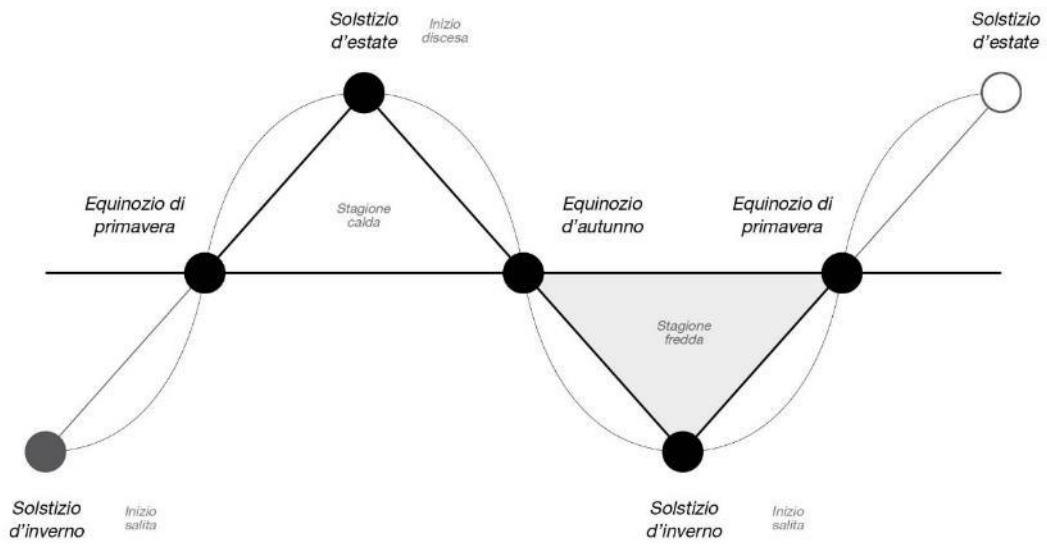 Solstizio
d'estate
Inizio
discesa
Solstizio
d'estate
Equinozio di
primavera
Stagione
calda
Equinozio
d'autunno
Equinozio di
primavera
Stagione
fredda
Solstizio
d'inverno
Inizio
salita
Solstizio
d'inverno
Inizio
salita